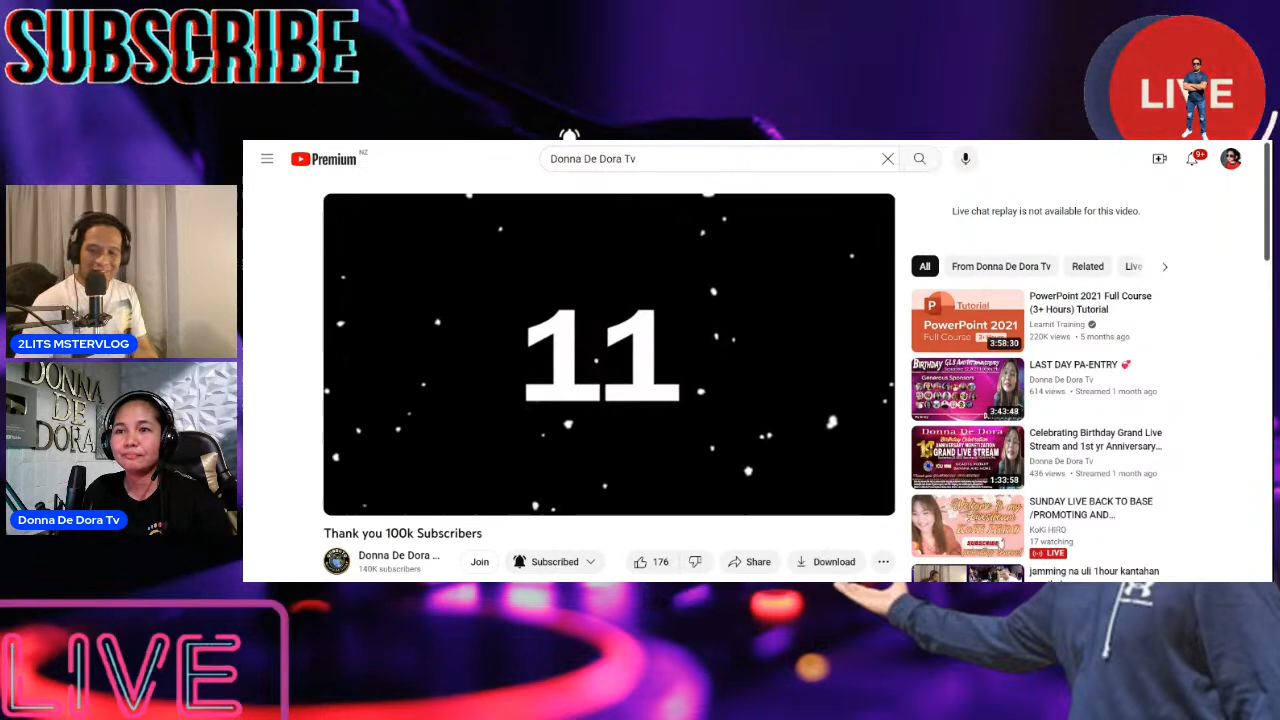 SUBSCRIBE
LIVE
Premium NZ
Donna De Dora Tv
9+
2LITS MSTERVLOG
DONNA
DE
DORA
Donna De Dora Tv
11
Thank you 100k Subscribers
Donna De Dora ...
140K subscribers
Join
Subscribed
176
Share
Download
Live chat replay is not available for this video.
All
From Donna De Dora Tv
Related
Live
P Tutorial
PowerPoint 2021
Full Course
3:58:30
PowerPoint 2021 Full Course
(3+ Hours) Tutorial
Learnit Training
220K views • 5 months ago
BIRTHDAY
3:43:48
LAST DAY PA-ENTRY 💞
Donna De Dora Tv
614 views • Streamed 1 month ago
Donna De Dora
GRAND LIVE
STREAM
1:33:58
Celebrating Birthday Grand Live
Stream and 1st yr Anniversary...
Donna De Dora Tv
436 views • Streamed 1 month ago
SUBSCRIBE
SUNDAY LIVE BACK TO BASE
/PROMOTING AND...
KoKi HIRO
17 watching
LIVE
jamming na uli 1hour kantahan
LIVE